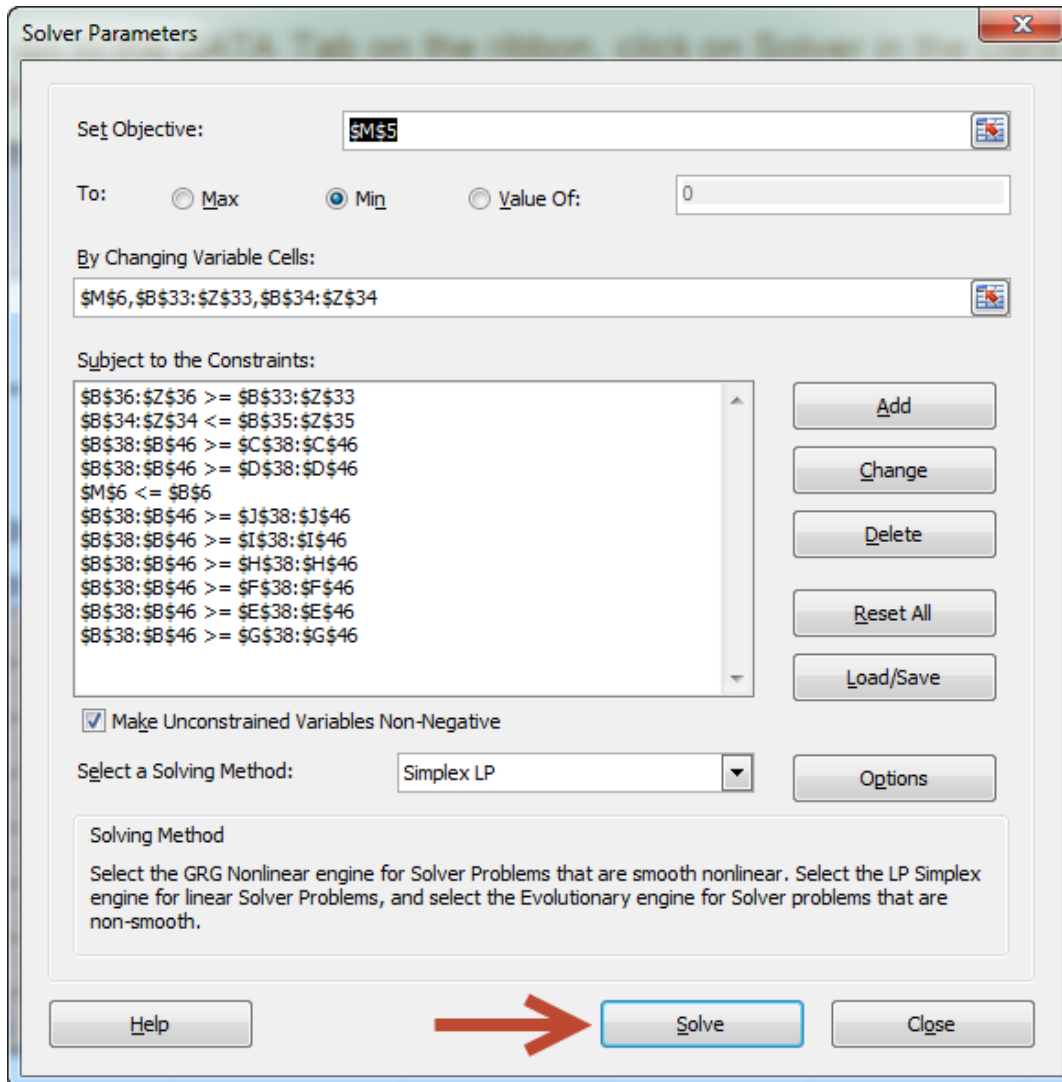 Solver Parameters
DATA Tab on the ribbon, click on Solver in the
Set Objective:
$M$5
To:
Max
Min
Value Of:
0
By Changing Variable Cells:
$M$6,$B$33:$Z$33,$B$34:$Z$34
Subject to the Constraints:
$B$36:$Z$36 >= $B$33:$Z$33
$B$34:$Z$34 <= $B$35:$Z$35
$B$38:$B$46 >= $C$38:$C$46
$B$38:$B$46 >= $D$38:$D$46
$M$6 <= $B$6
$B$38:$B$46 >= $J$38:$J$46
$B$38:$B$46 >= $I$38:$I$46
$B$38:$B$46 >= $H$38:$H$46
$B$38:$B$46 >= $F$38:$F$46
$B$38:$B$46 >= $E$38:$E$46
$B$38:$B$46 >= $G$38:$G$46
Add
Change
Delete
Reset All
Load/Save
Make Unconstrained Variables Non-Negative
Select a Solving Method:
Simplex LP
Options
Solving Method
Select the GRG Nonlinear engine for Solver Problems that are smooth nonlinear. Select the LP Simplex
engine for linear Solver Problems, and select the Evolutionary engine for Solver problems that are
non-smooth.
Help
Solve
Close